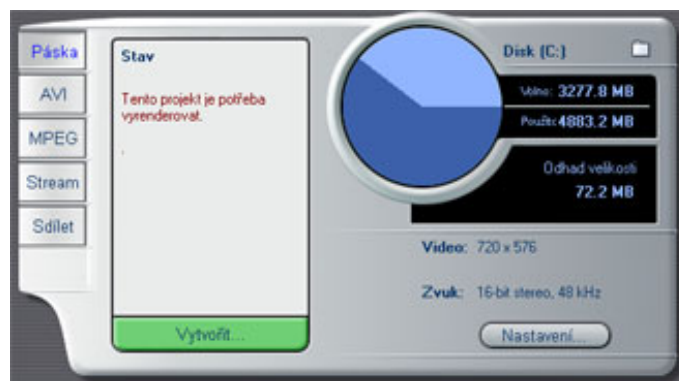 Páska
AVI
MPEG
Stream
Sdílet
Stav
Tento projekt je potřeba
vyrenderovat.
.
Vytvořit...
Disk (C:)
Volno: 3277.8 MB
Použito: 4883.2 MB
Odhad velikosti
72.2 MB
Video: 720 x 576
Zvuk: 16-bit stereo, 48 kHz
Nastavení...